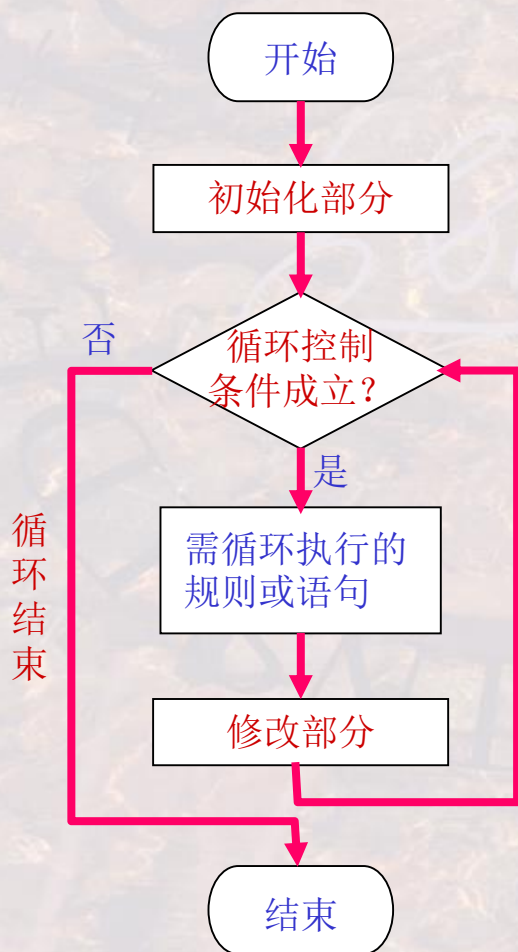 开始
初始化部分
否
循环控制
条件成立？
是
循环结束
需循环执行的
规则或语句
修改部分
结束